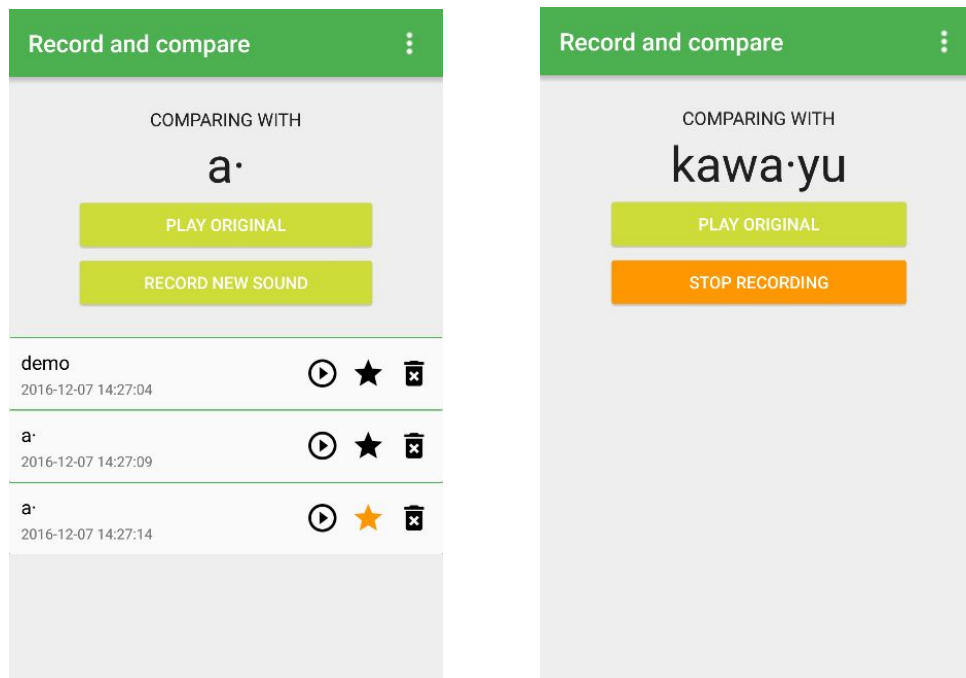 Record and compare
COMPARING WITH
a·
PLAY ORIGINAL
RECORD NEW SOUND
demo
2016-12-07 14:27:04
a·
2016-12-07 14:27:09
a·
2016-12-07 14:27:14
Record and compare
COMPARING WITH
kawa·yu
PLAY ORIGINAL
STOP RECORDING